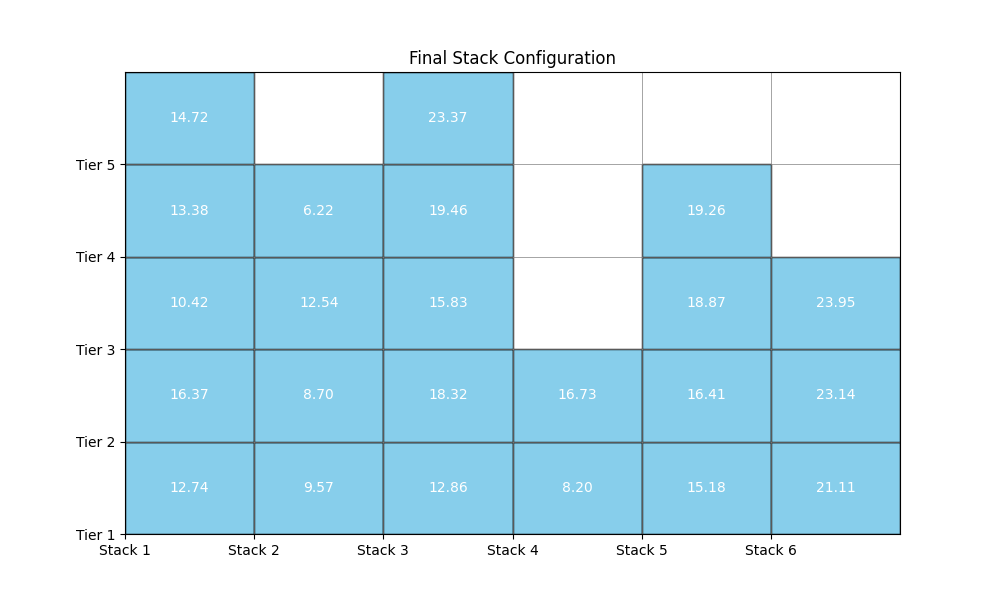 Final Stack Configuration
14.72 23.37
Tier 5
13.38 6.22 19.46 19.26
Tier 4
10.42 12.54 15.83 18.87 23.95
Tier 3
16.37 8.70 18.32 16.73 16.41 23.14
Tier 2
12.74 9.57 12.86 8.20 15.18 21.11
Tier 1
Stack 1 Stack 2 Stack 3 Stack 4 Stack 5 Stack 6